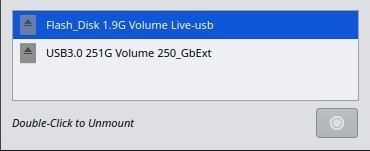 Flash_Disk 1.9G Volume Live-usb
USB3.0 251G Volume 250_GbExt
Double-Click to Unmount